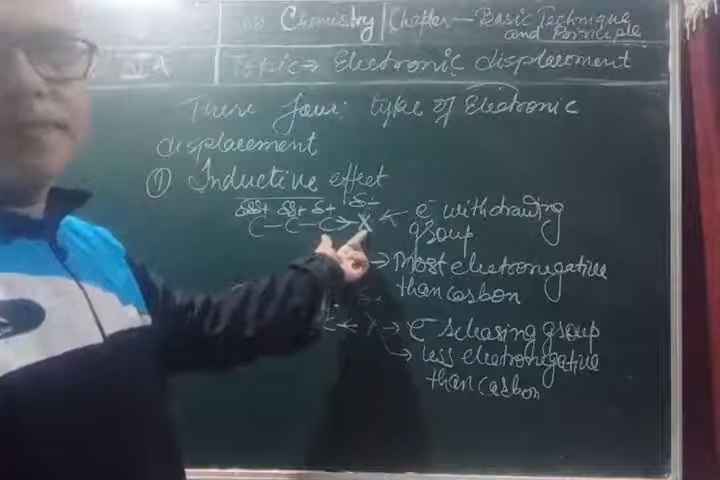 Chemistry | Chapter - Basic Technique
and Principle
Topic → Electronic displacement
There four type of Electronic
displacement
① Inductive effect
δδδ+ δδ+ δ+ δ-
C - C - C → X ← e⁻ withdrawing
group
→ Most electronegative
than carbon
C ← Y → e⁻ releasing group
→ less electronegative
than carbon